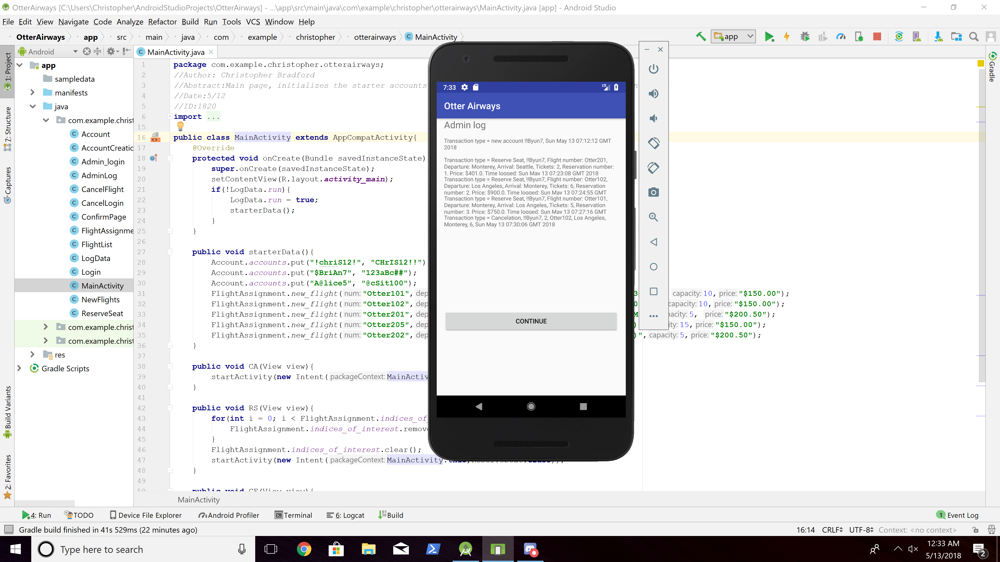 OtterAirways [C:\Users\Christopher\AndroidStudioProjects\OtterAirways] - ...\app\src\main\java\com\example\christopher\otterairways\MainActivity.java [app] - Android Studio
File Edit View Navigate Code Analyze Refactor Build Run Tools VCS Window Help
OtterAirways app src main java com example christopher otterairways MainActivity
app
Android
MainActivity.java
1: Project
Z: Structure
Captures
Build Variants
2: Favorites
Gradle
app
sampledata
manifests
java
com.example.christ
Account
AccountCreatio
Admin_login
AdminLog
CancelFlight
CancelLogin
ConfirmPage
FlightAssignme
FlightList
LogData
Login
MainActivity
NewFlights
ReserveSeat
com.example.christ
com.example.christ
res
Gradle Scripts
1 package com.example.christopher.otterairways;
2 //Author: Christopher Bradford
3 //Abstract:Main page, initializes the starter accounts
4 //Date:5/12
5 //ID:1820
6 import ...
15
16 public class MainActivity extends AppCompatActivity{
17 @Override
18 protected void onCreate(Bundle savedInstanceState)
19 super.onCreate(savedInstanceState);
20 setContentView(R.layout.activity_main);
21 if(!LogData.run){
22 LogData.run = true;
23 starterData();
24 }
25 }
26
27 public void starterData(){
28 Account.accounts.put("!chriS12!", "CHrIS12!!")
29 Account.accounts.put("$BriAn7", "123aBc##");
30 Account.accounts.put("A@lice5", "@cSit100");
31 FlightAssignment.new_flight( num: "Otter101", dep capacity: 10, price: "$150.00");
32 FlightAssignment.new_flight( num: "Otter102", dep capacity: 10, price: "$150.00");
33 FlightAssignment.new_flight( num: "Otter201", dep pacity: 5, price: "$200.50");
34 FlightAssignment.new_flight( num: "Otter205", dep ity: 15, price: "$150.00");
35 FlightAssignment.new_flight( num: "Otter202", dep )", capacity: 5, price: "$200.50");
36 }
37
38 public void CA(View view){
39 startActivity(new Intent( packageContext: MainActiv
40 }
41
42 public void RS(View view){
43 for(int i = 0; i < FlightAssignment.indices_of_
44 FlightAssignment.indices_of_interest.remov
45 }
46 FlightAssignment.indices_of_interest.clear();
47 startActivity(new Intent( packageContext: MainActivity
48 }
49
7:33 LTE
Otter Airways
Admin log
Transaction type = new account !!Byun7, Sun May 13 07:12:12 GMT
2018
Transaction type = Reserve Seat, !!Byun7, Flight number: Otter201,
Departure: Monterey, Arrival: Seattle, Tickets: 2, Reservation number:
1, Price: $401.0, Time logged: Sun May 13 07:23:08 GMT 2018
Transaction type = Reserve Seat, !!Byun7, Flight number: Otter102,
Departure: Los Angeles, Arrival: Monterey, Tickets: 6, Reservation
number: 2, Price: $900.0, Time logged: Sun May 13 07:24:55 GMT
Transaction type = Reserve Seat, !!Byun7, Flight number: Otter101,
Departure: Monterey, Arrival: Los Angeles, Tickets: 5, Reservation
number: 3, Price: $750.0, Time logged: Sun May 13 07:27:16 GMT
Transaction type = Cancelation, !!Byun7, 2, Otter102, Los Angeles,
Monterey, 6, Sun May 13 07:30:06 GMT 2018
CONTINUE
MainActivity
4: Run TODO Device File Explorer Android Profiler Terminal 6: Logcat Build 1 Event Log
Gradle build finished in 41s 529ms (22 minutes ago) 16:14 CRLF UTF-8 Context: <no context>
Type here to search
12:33 AM
5/13/2018
2